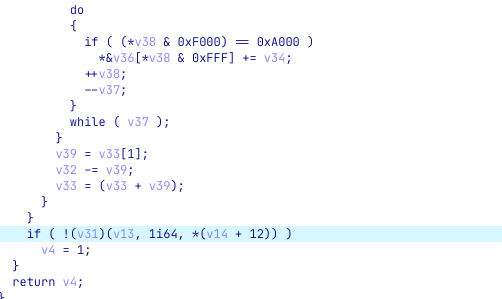 do
{
if ( (*v38 & 0xF000) == 0xA000 )
*&v36[*v38 & 0xFFF] += v34;
++v38;
--v37;
}
while ( v37 );
}
v39 = v33[1];
v32 -= v39;
v33 = (v33 + v39);
}
}
if ( !(v31)(v13, 1i64, *(v14 + 12)) )
v4 = 1;
}
return v4;
}